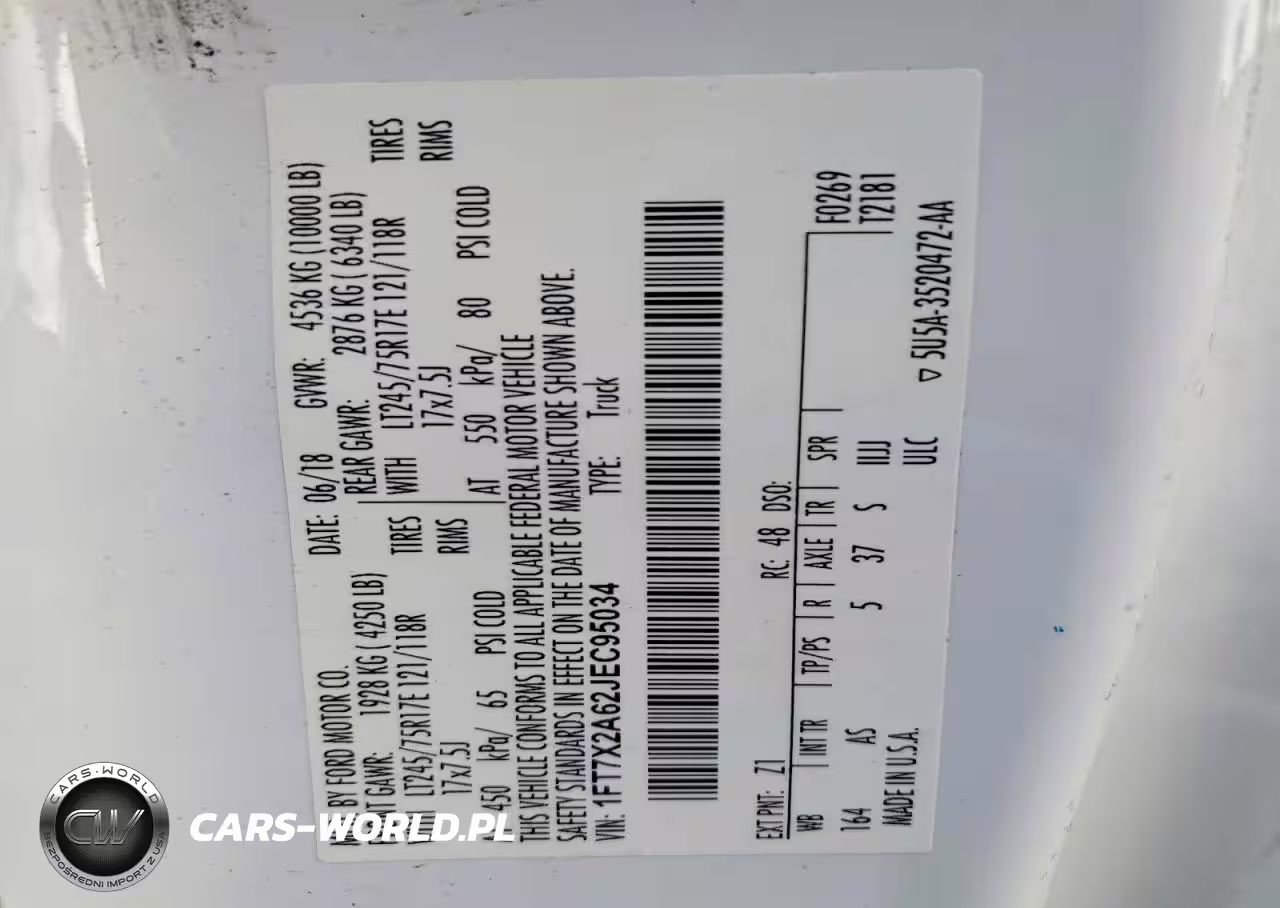 MFD. BY FORD MOTOR CO.
DATE: 06/18 GVWR: 4536 KG (10000 LB)
FRONT GAWR: 1928 KG ( 4250 LB)
REAR GAWR: 2876 KG ( 6340 LB)
LT245/75R17E 121/118R TIRES
WITH LT245/75R17E 121/118R TIRES
17x7.5J RIMS
17x7.5J RIMS
450 kPa/ 65 PSI COLD
AT 550 kPa/ 80 PSI COLD
THIS VEHICLE CONFORMS TO ALL APPLICABLE FEDERAL MOTOR VEHICLE
SAFETY STANDARDS IN EFFECT ON THE DATE OF MANUFACTURE SHOWN ABOVE.
VIN: 1FT7X2A62JEC95034 TYPE: Truck
EXT PNT: Z1 RC: 48 DSO:
WB INT TR TP/PS R AXLE TR SPR F0269
164 AS 5 37 S IIJJ T2181
MADE IN U.S.A. ULC
▽ 5U5A-3520472-AA
CARS-WORLD
CW
BEZPOŚREDNI IMPORT Z USA
CARS-WORLD.PL